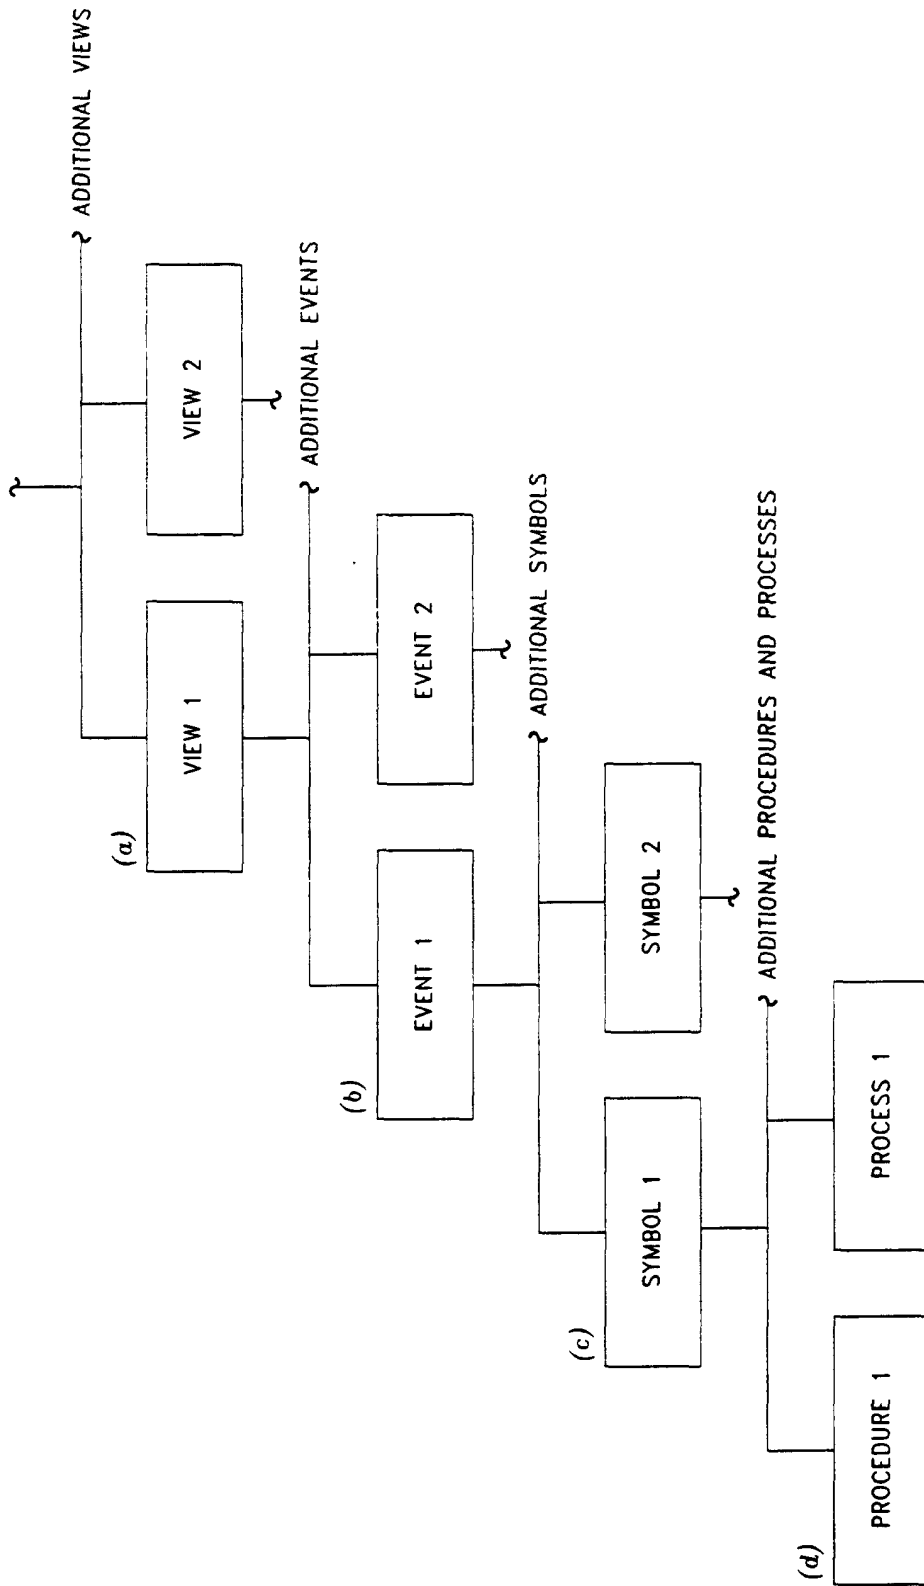 ADDITIONAL VIEWS
(a)
VIEW 1
VIEW 2
ADDITIONAL EVENTS
(b)
EVENT 1
EVENT 2
ADDITIONAL SYMBOLS
(c)
SYMBOL 1
SYMBOL 2
ADDITIONAL PROCEDURES AND PROCESSES
(d)
PROCEDURE 1
PROCESS 1